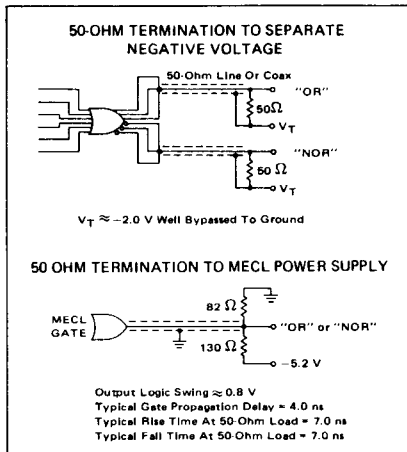 50-OHM TERMINATION TO SEPARATE
NEGATIVE VOLTAGE
50-Ohm Line Or Coax
"OR"
50Ω
VT
"NOR"
50 Ω
VT
VT ≈ −2.0 V Well Bypassed To Ground
50 OHM TERMINATION TO MECL POWER SUPPLY
82 Ω
MECL
GATE
"OR" or "NOR"
130 Ω
−5.2 V
Output Logic Swing ≈ 0.8 V
Typical Gate Propagation Delay = 4.0 ns
Typical Rise Time At 50-Ohm Load = 7.0 ns
Typical Fall Time At 50-Ohm Load = 7.0 ns